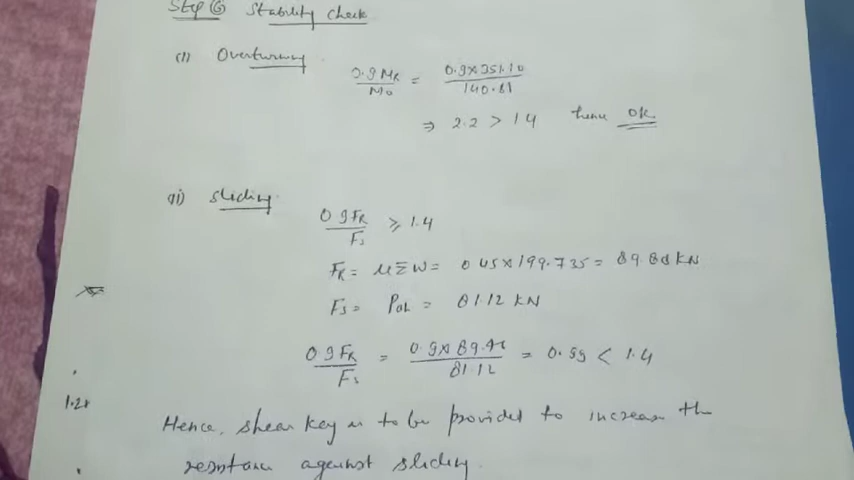 Step 6 Stability check
(i) Overturning
0.9 MR / Mo = 0.9×351.10 / 140.81
⇒ 2.2 > 1.4 hence OK
ii) Sliding
0.9 FR / Fs ≥ 1.4
FR = μΣW = 0.45×199.735 = 89.88 KN
Fs = PaH = 81.12 KN
0.9 FR / Fs = 0.9× / 81.12 = 0.99 < 1.4
1.2
Hence, shear key is to be provided to increase the
resistance against sliding.